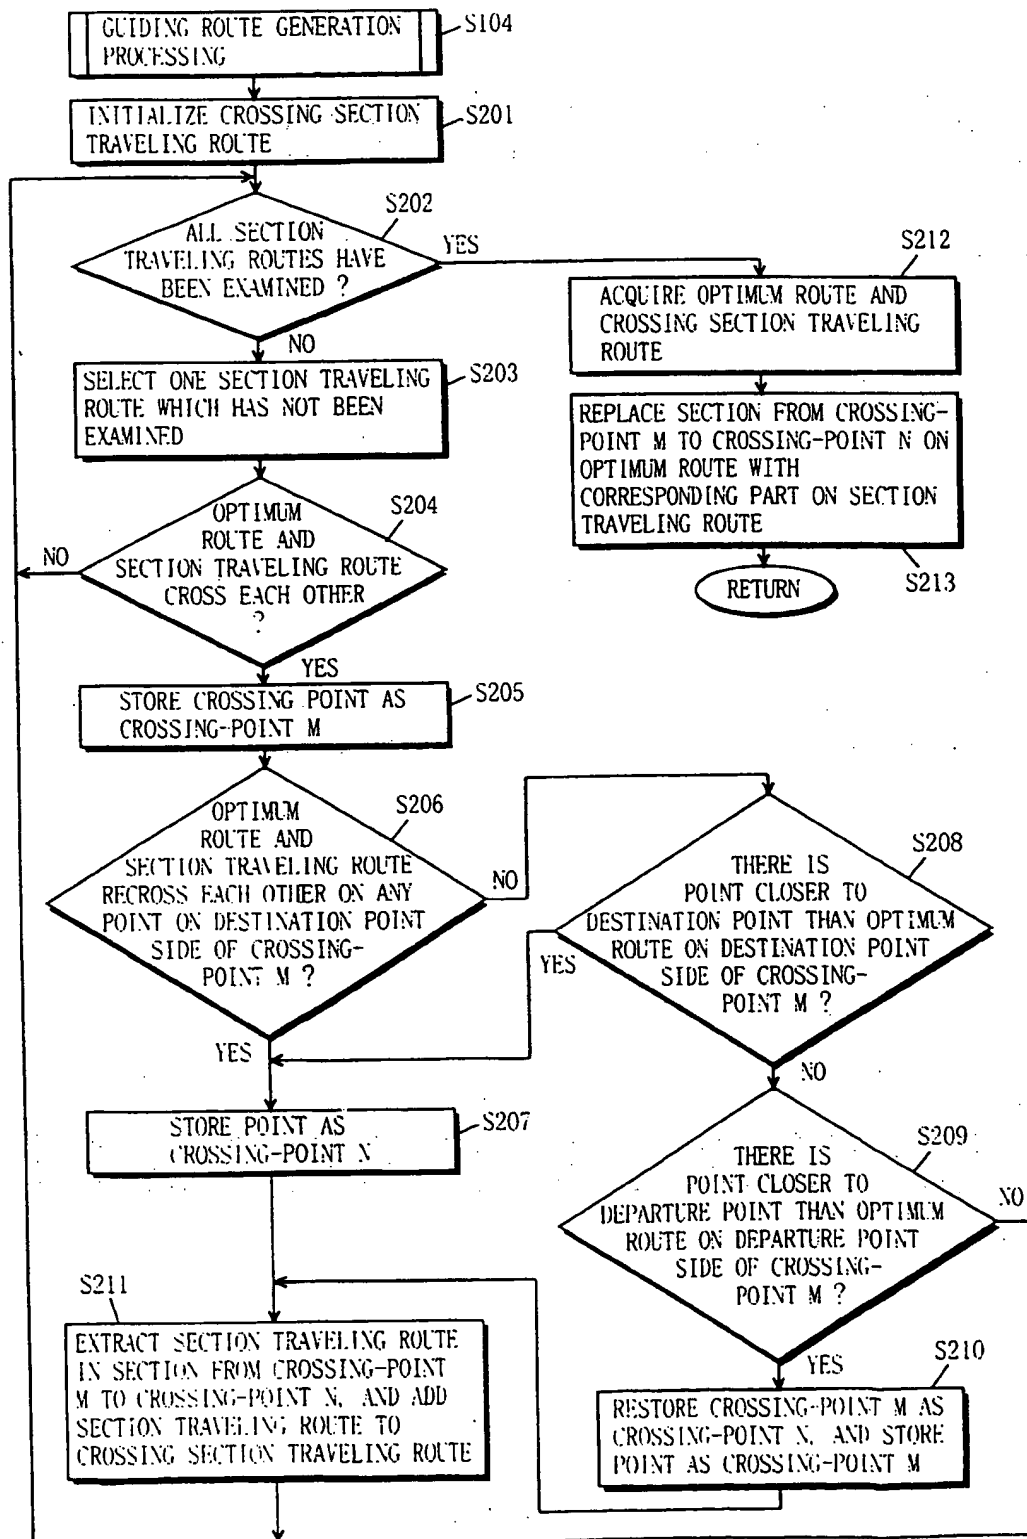 GUIDING ROUTE GENERATION
PROCESSING
S104
INITIALIZE CROSSING SECTION
TRAVELING ROUTE
S201
S202
ALL SECTION
TRAVELING ROUTES HAVE
BEEN EXAMINED ?
YES
NO
S212
ACQUIRE OPTIMUM ROUTE AND
CROSSING SECTION TRAVELING
ROUTE
SELECT ONE SECTION TRAVELING
ROUTE WHICH HAS NOT BEEN
EXAMINED
S203
REPLACE SECTION FROM CROSSING-
POINT M TO CROSSING-POINT N ON
OPTIMUM ROUTE WITH
CORRESPONDING PART ON SECTION
TRAVELING ROUTE
S213
RETURN
S204
OPTIMUM
ROUTE AND
SECTION TRAVELING ROUTE
CROSS EACH OTHER
?
NO
YES
STORE CROSSING POINT AS
CROSSING-POINT M
S205
S206
OPTIMUM
ROUTE AND
SECTION TRAVELING ROUTE
RECROSS EACH OTHER ON ANY
POINT ON DESTINATION POINT
SIDE OF CROSSING-
POINT M ?
NO
YES
S208
THERE IS
POINT CLOSER TO
DESTINATION POINT THAN OPTIMUM
ROUTE ON DESTINATION POINT
SIDE OF CROSSING-
POINT M ?
YES
NO
STORE POINT AS
CROSSING-POINT N
S207
S209
THERE IS
POINT CLOSER TO
DEPARTURE POINT THAN OPTIMUM
ROUTE ON DEPARTURE POINT
SIDE OF CROSSING-
POINT M ?
NO
YES
S211
EXTRACT SECTION TRAVELING ROUTE
IN SECTION FROM CROSSING-POINT
M TO CROSSING-POINT N, AND ADD
SECTION TRAVELING ROUTE TO
CROSSING SECTION TRAVELING ROUTE
S210
RESTORE CROSSING-POINT M AS
CROSSING-POINT N, AND STORE
POINT AS CROSSING-POINT M